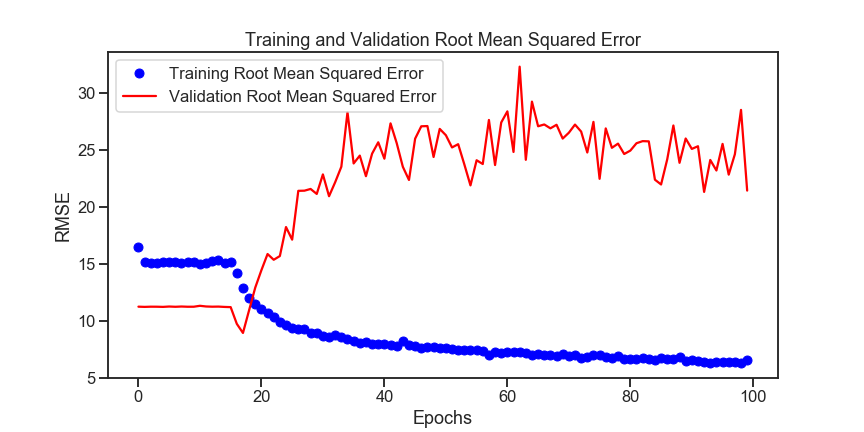 Training and Validation Root Mean Squared Error
Training Root Mean Squared Error
Validation Root Mean Squared Error
RMSE
30
25
20
15
10
5
0 20 40 60 80 100
Epochs